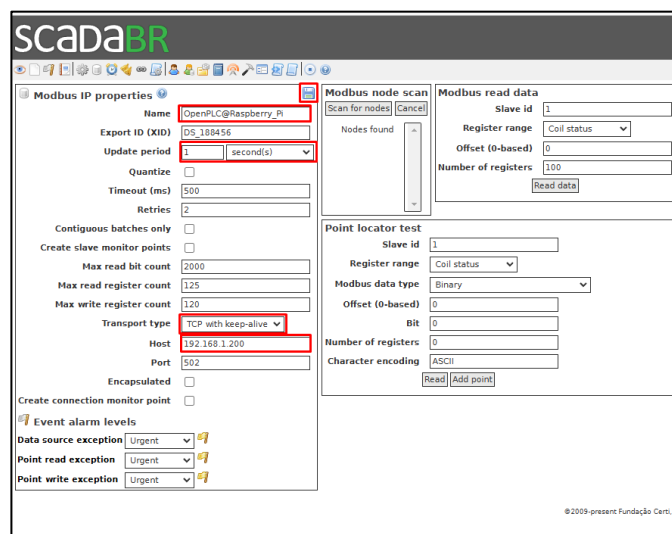 scadaBR
Modbus IP properties
Name OpenPLC@Raspberry_Pi
Export ID (XID) DS_188456
Update period 1 second(s)
Quantize
Timeout (ms) 500
Retries 2
Contiguous batches only
Create slave monitor points
Max read bit count 2000
Max read register count 125
Max write register count 120
Transport type TCP with keep-alive
Host 192.168.1.200
Port 502
Encapsulated
Create connection monitor point
Event alarm levels
Data source exception Urgent
Point read exception Urgent
Point write exception Urgent
Modbus node scan
Scan for nodes Cancel
Nodes found
Modbus read data
Slave id 1
Register range Coil status
Offset (0-based) 0
Number of registers 100
Read data
Point locator test
Slave id 1
Register range Coil status
Modbus data type Binary
Offset (0-based) 0
Bit 0
Number of registers 0
Character encoding ASCII
Read Add point
©2009-present Fundação Certi,